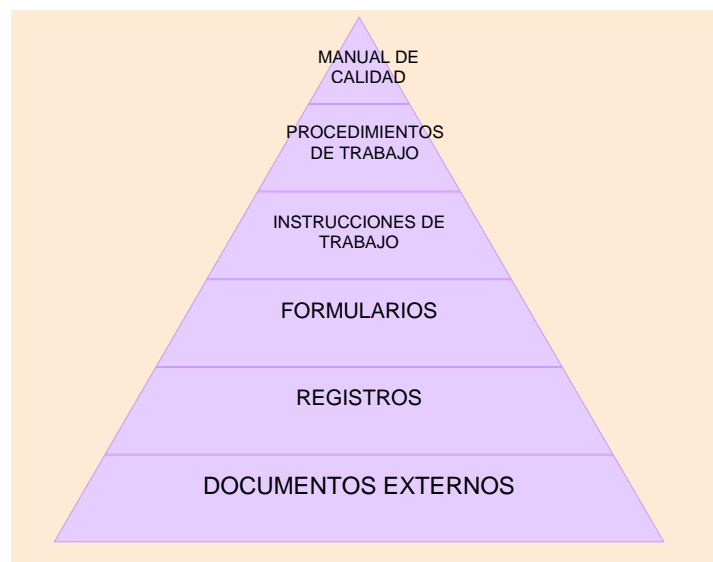 MANUAL DE
CALIDAD
PROCEDIMIENTOS
DE TRABAJO
INSTRUCCIONES DE
TRABAJO
FORMULARIOS
REGISTROS
DOCUMENTOS EXTERNOS